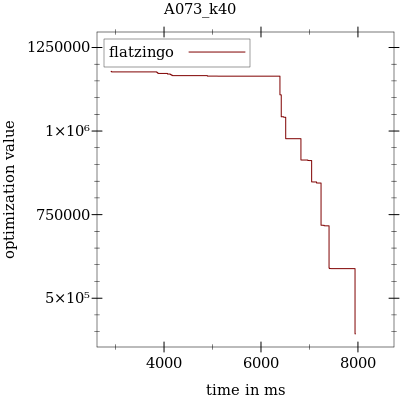 A073_k40
flatzingo
1250000
1×10⁶
750000
5×10⁵
optimization value
4000 6000 8000
time in ms